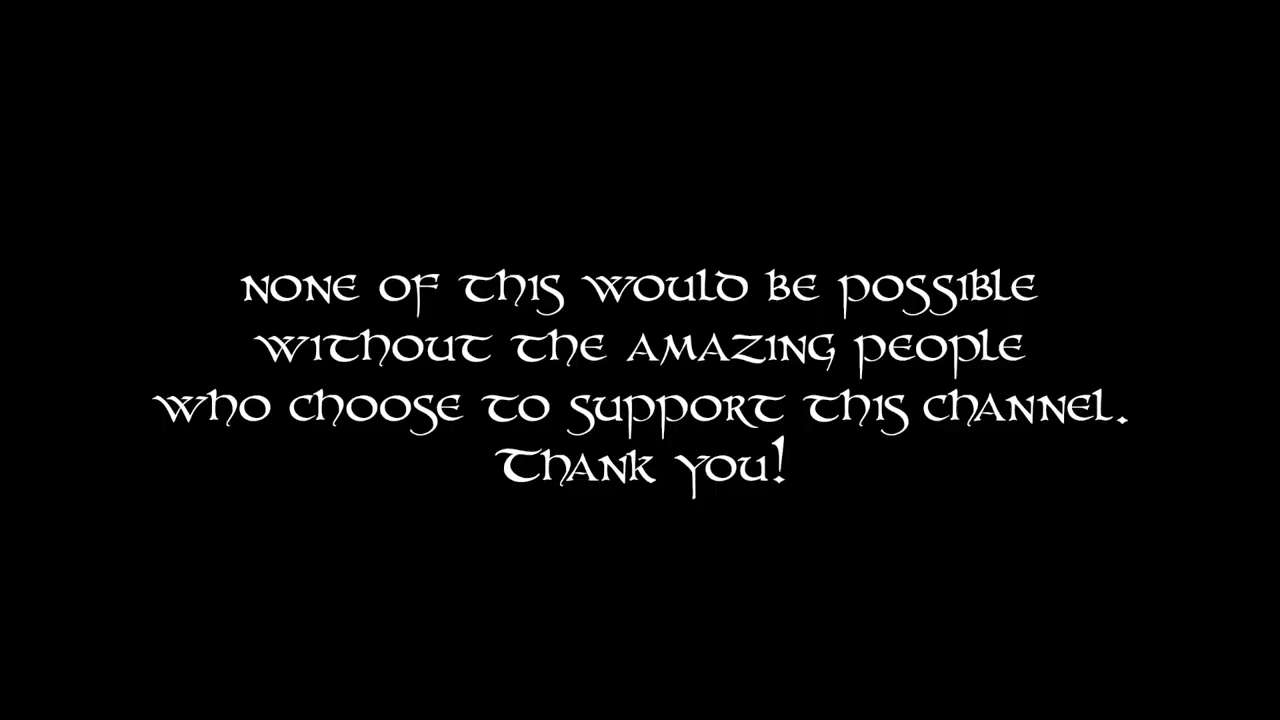 None of this would be possible
without the amazing people
who choose to support this channel.
Thank you!